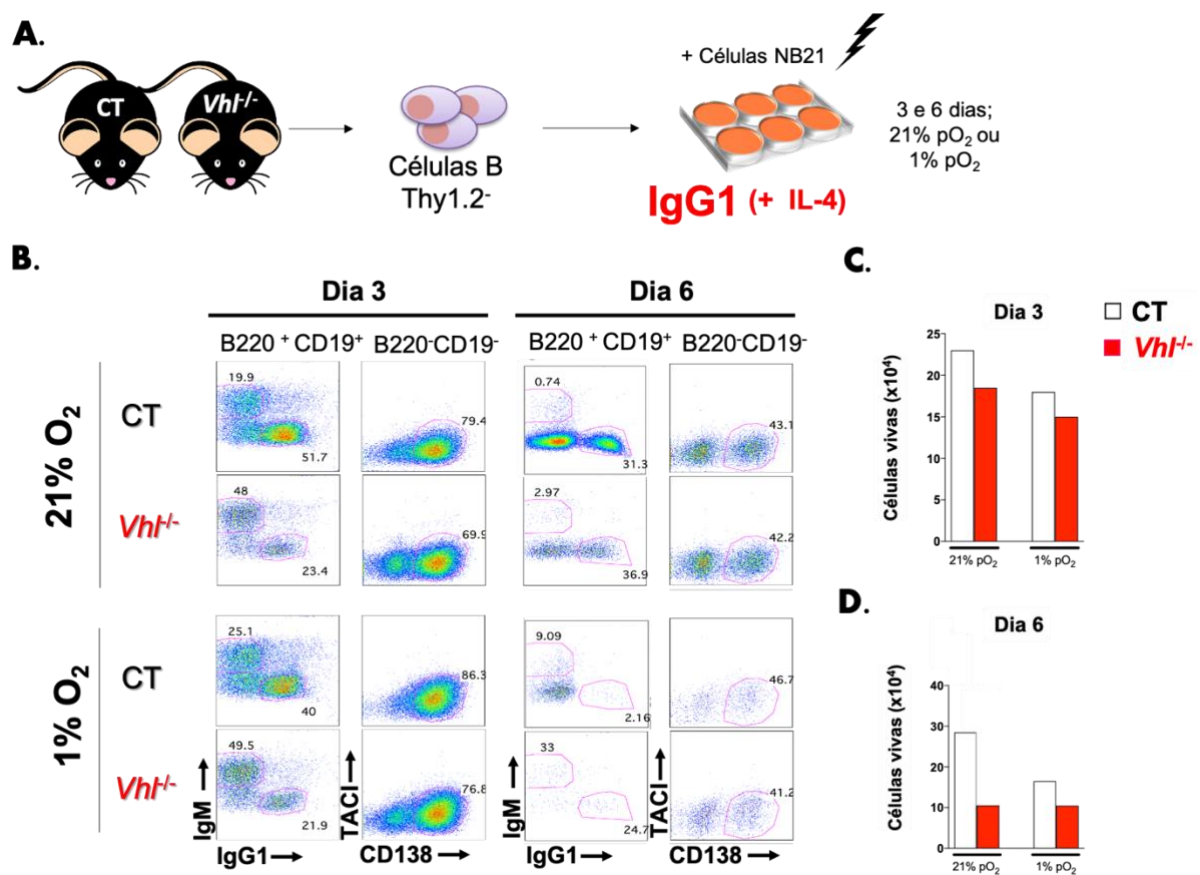 A.
CT
Vhl-/-
Células B
Thy1.2-
+ Células NB21
IgG1 (+ IL-4)
3 e 6 dias;
21% pO2 ou
1% pO2
B.
Dia 3
Dia 6
B220 + CD19+
B220-CD19-
B220 + CD19+
B220-CD19-
21% O2
CT
19.9
51.7
79.4
0.74
31.3
43.1
Vhl-/-
48
23.4
69.9
2.97
36.9
42.2
1% O2
CT
25.1
40
86.3
9.09
2.16
46.7
Vhl-/-
49.5
21.9
76.8
33
24.7
41.2
IgM
TACI
IgM
TACI
IgG1
CD138
IgG1
CD138
C.
Dia 3
CT
Vhl-/-
Células vivas (x10⁴)
25
20
15
10
5
0
21% pO2
1% pO2
D.
Dia 6
Células vivas (x10⁴)
40
30
20
10
0
21% pO2
1% pO2